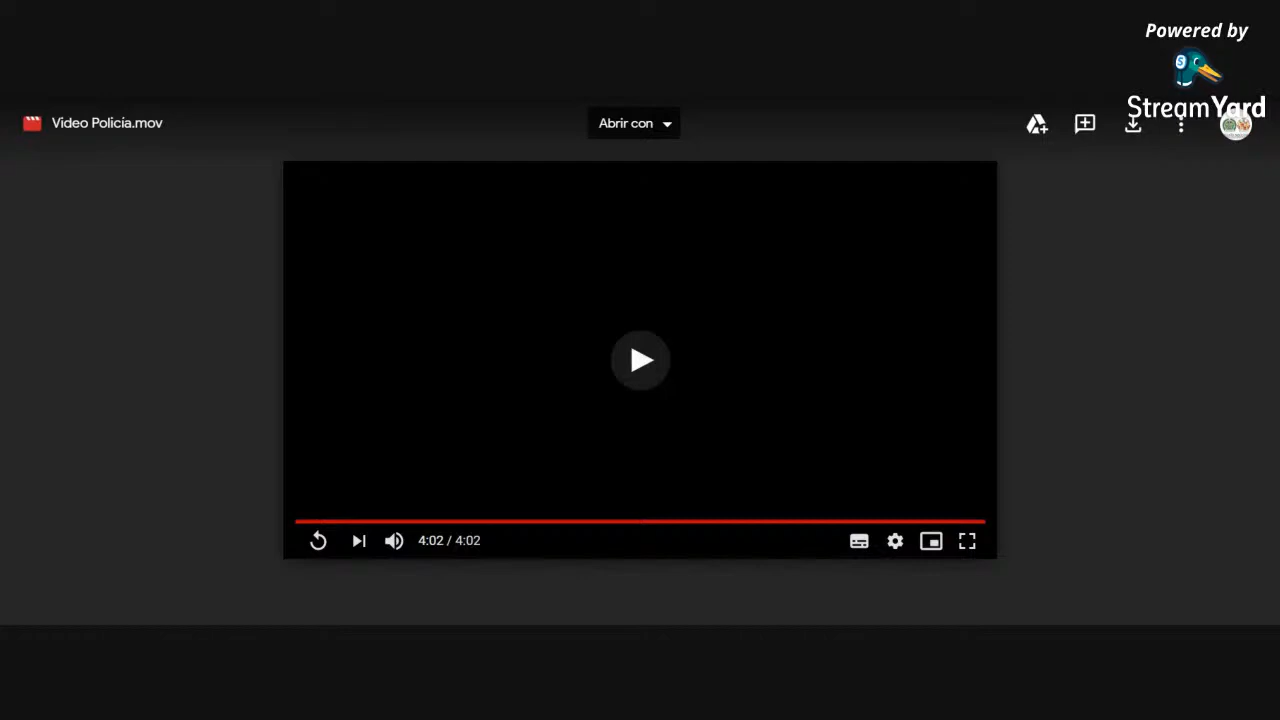 Powered by
StreamYard
Video Policia.mov
Abrir con
4:02 / 4:02